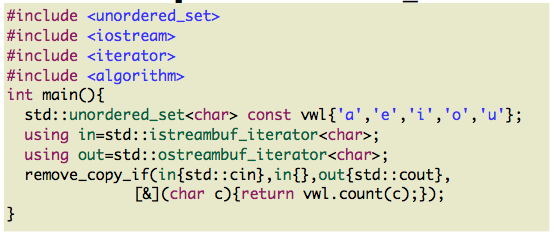 #include <unordered_set>
#include <iostream>
#include <iterator>
#include <algorithm>
int main(){
  std::unordered_set<char> const vwl{'a','e','i','o','u'};
  using in=std::istreambuf_iterator<char>;
  using out=std::ostreambuf_iterator<char>;
  remove_copy_if(in{std::cin},in{},out{std::cout},
              [&](char c){return vwl.count(c);});
}